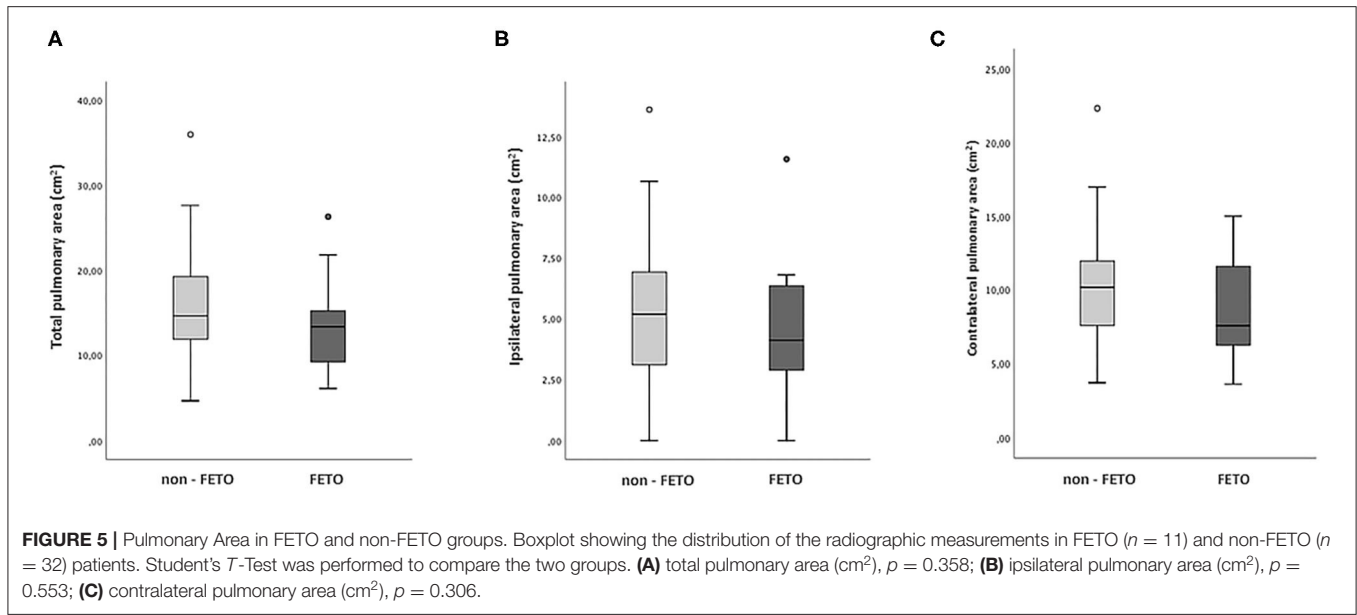 A
B
C
Total pulmonary area (cm²)
40,00
30,00
20,00
10,00
,00
non - FETO
FETO
Ipsilateral pulmonary area (cm²)
12,50
10,00
7,50
5,00
2,50
,00
non - FETO
FETO
Contralateral pulmonary area (cm²)
25,00
20,00
15,00
10,00
5,00
,00
non - FETO
FETO
FIGURE 5 | Pulmonary Area in FETO and non-FETO groups. Boxplot showing the distribution of the radiographic measurements in FETO (n = 11) and non-FETO (n
= 32) patients. Student's T-Test was performed to compare the two groups. (A) total pulmonary area (cm²), p = 0.358; (B) ipsilateral pulmonary area (cm²), p =
0.553; (C) contralateral pulmonary area (cm²), p = 0.306.